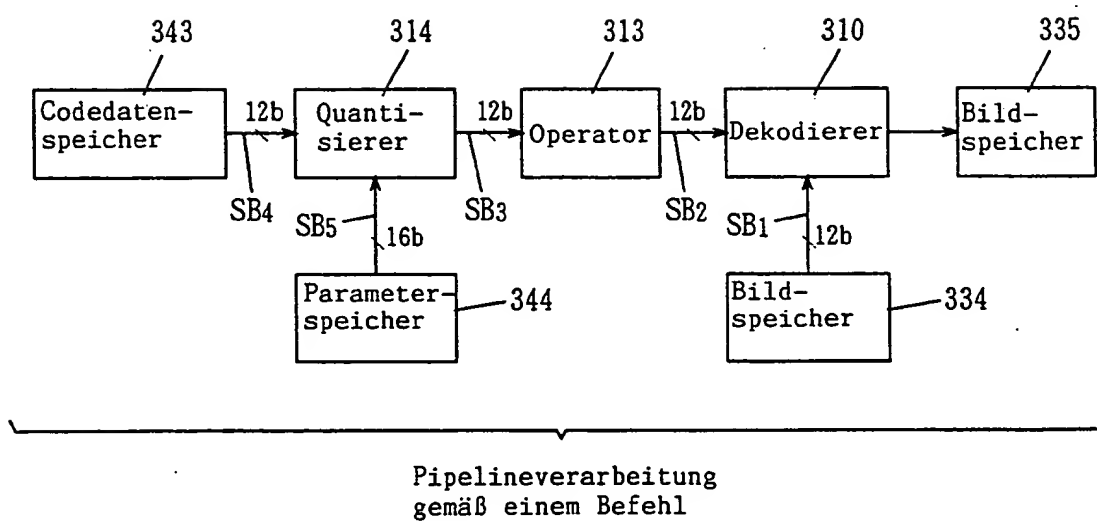 343
314
313
310
335
Codedaten-
speicher
12b
Quanti-
sierer
12b
Operator
12b
Dekodierer
Bild-
speicher
SB4
SB3
SB2
SB5
16b
SB1
12b
Parameter-
speicher
344
Bild-
speicher
334
Pipelineverarbeitung
gemäß einem Befehl